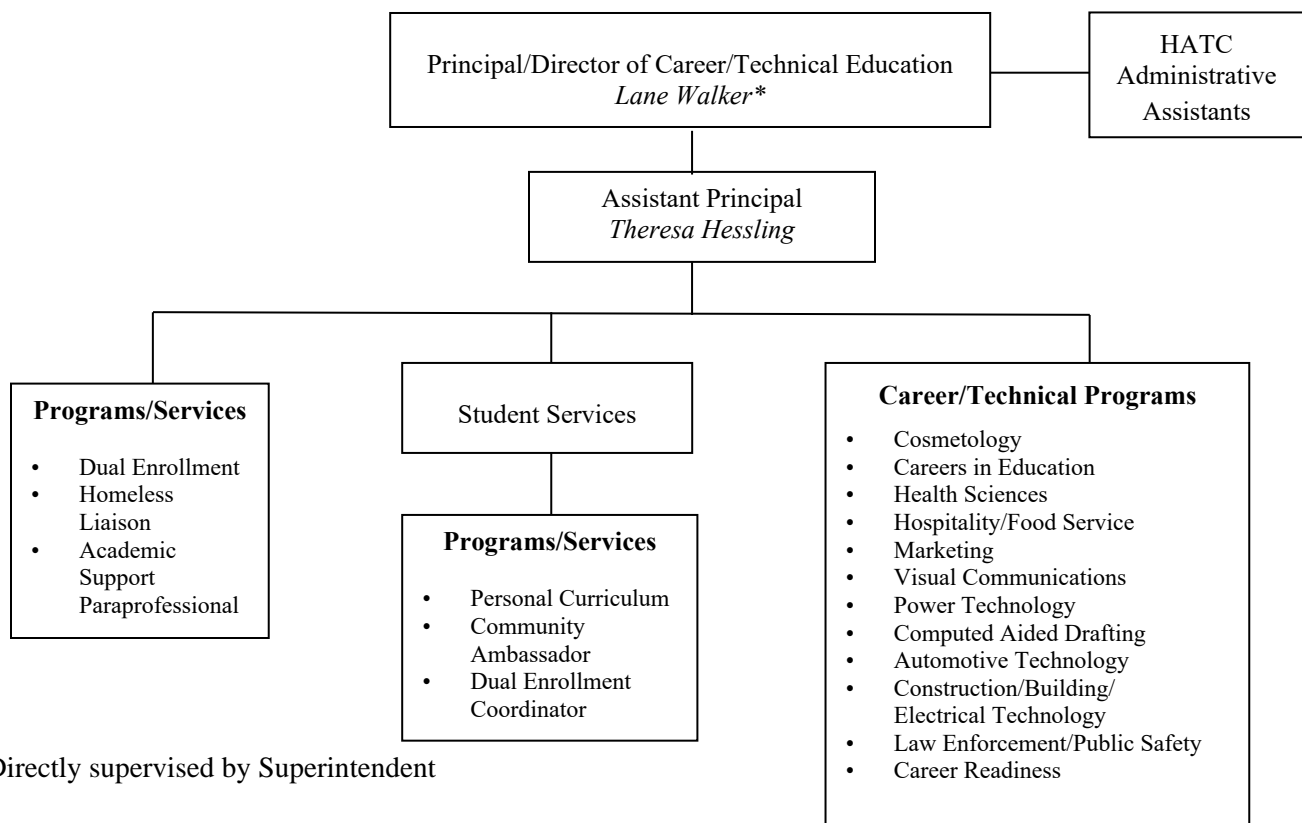 Principal/Director of Career/Technical Education
Lane Walker*
HATC
Administrative
Assistants
Assistant Principal
Theresa Hessling
Programs/Services
• Dual Enrollment
• Homeless
Liaison
• Academic
Support
Paraprofessional
Student Services
Programs/Services
• Personal Curriculum
• Community
Ambassador
• Dual Enrollment
Coordinator
Career/Technical Programs
• Cosmetology
• Careers in Education
• Health Sciences
• Hospitality/Food Service
• Marketing
• Visual Communications
• Power Technology
• Computed Aided Drafting
• Automotive Technology
• Construction/Building/
Electrical Technology
• Law Enforcement/Public Safety
• Career Readiness
Directly supervised by Superintendent